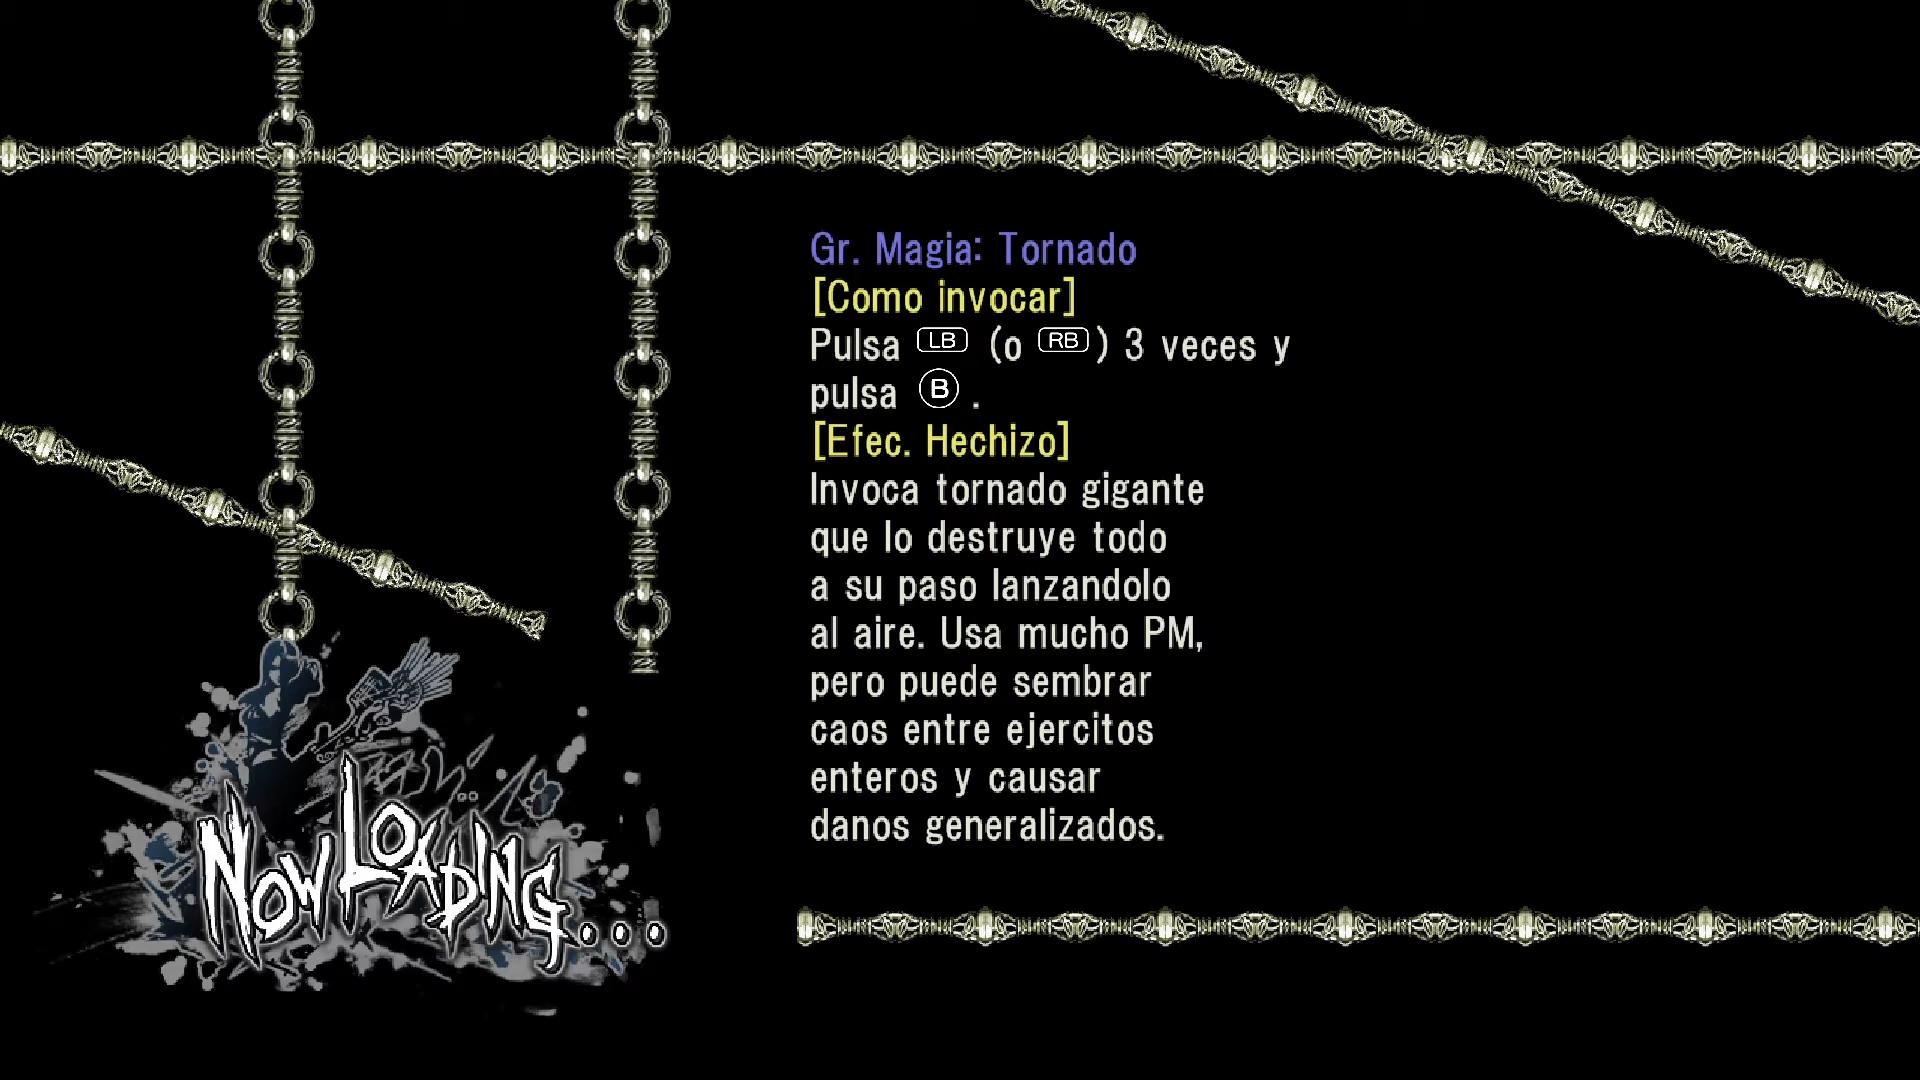 Gr. Magia: Tornado
[Como invocar]
Pulsa LB (o RB) 3 veces y
pulsa B .
[Efec. Hechizo]
Invoca tornado gigante
que lo destruye todo
a su paso lanzandolo
al aire. Usa mucho PM,
pero puede sembrar
caos entre ejercitos
enteros y causar
danos generalizados.
Now Loading...